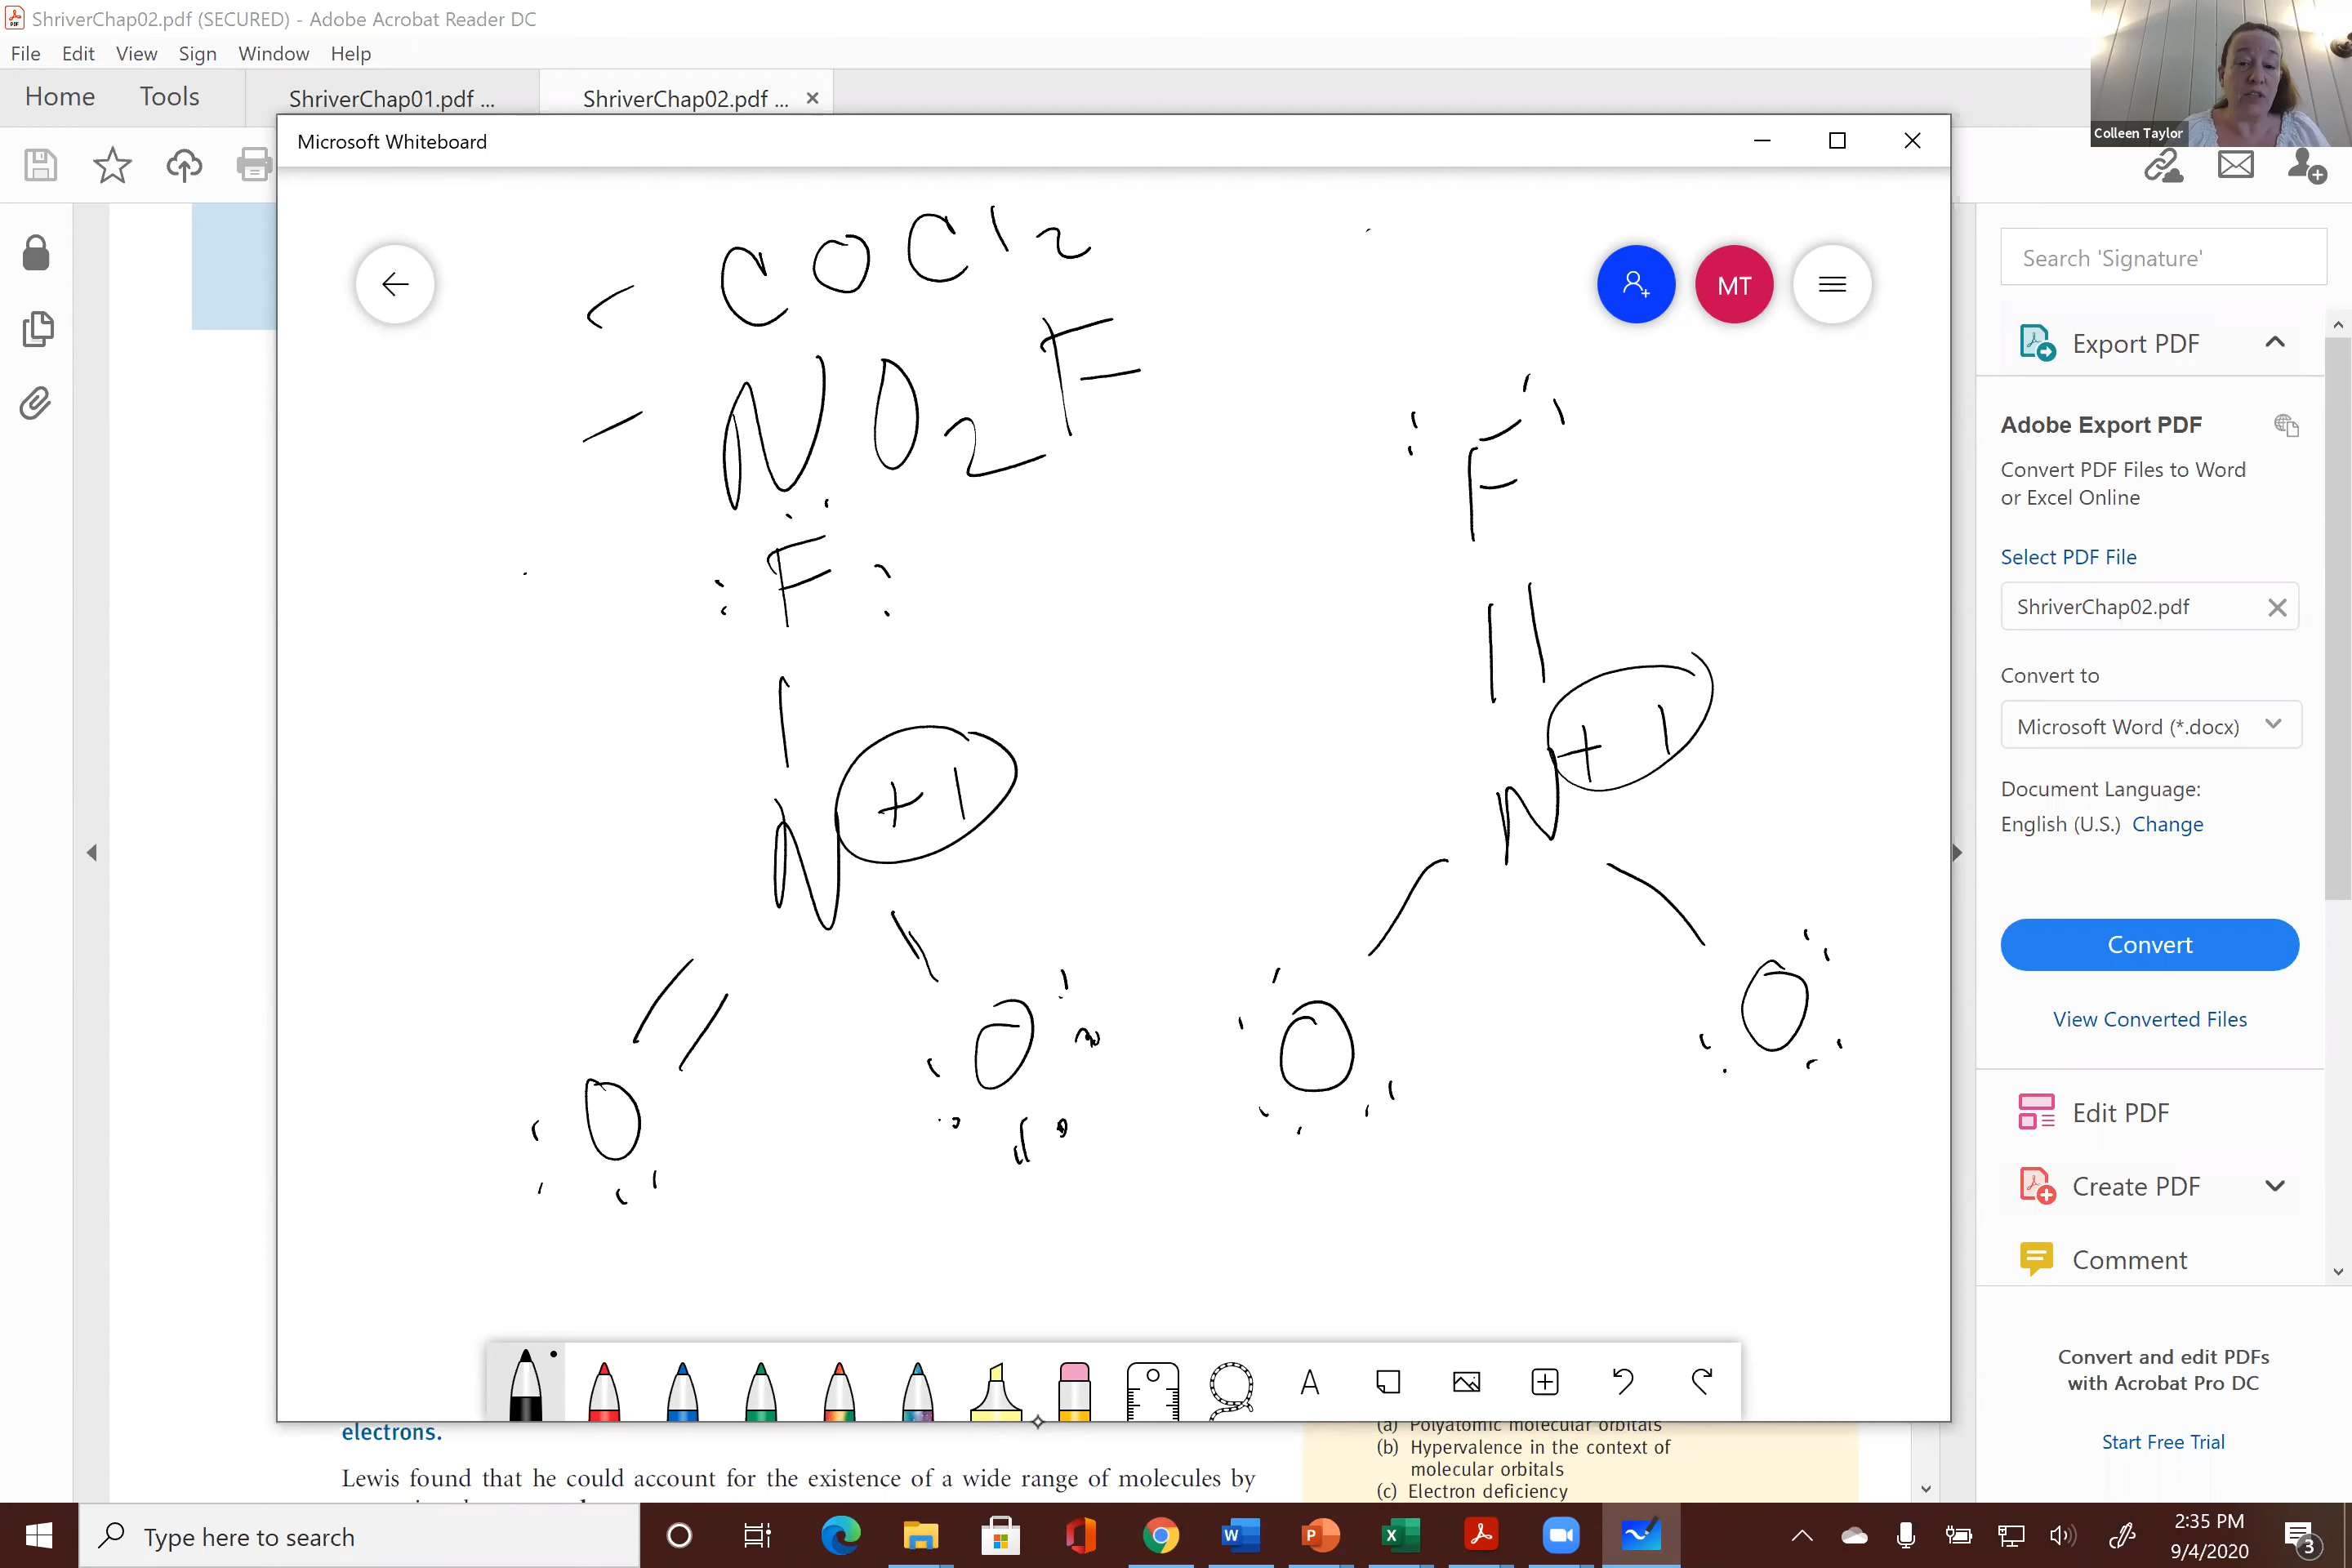 ShriverChap02.pdf (SECURED) - Adobe Acrobat Reader DC
File Edit View Sign Window Help
Home Tools ShriverChap01.pdf ... ShriverChap02.pdf ...
Colleen Taylor
Microsoft Whiteboard
COCl2
MT
NO2F
F
F
+1
+1
N
N
O
O
O
O
Search 'Signature'
Export PDF
Adobe Export PDF
Convert PDF Files to Word
or Excel Online
Select PDF File
ShriverChap02.pdf
Convert to
Microsoft Word (*.docx)
Document Language:
English (U.S.) Change
Convert
View Converted Files
Edit PDF
Create PDF
Comment
Convert and edit PDFs
with Acrobat Pro DC
Start Free Trial
electrons.
Lewis found that he could account for the existence of a wide range of molecules by
(a) Polyatomic molecular orbitals
(b) Hypervalence in the context of
molecular orbitals
(c) Electron deficiency
Type here to search
2:35 PM
9/4/2020
3